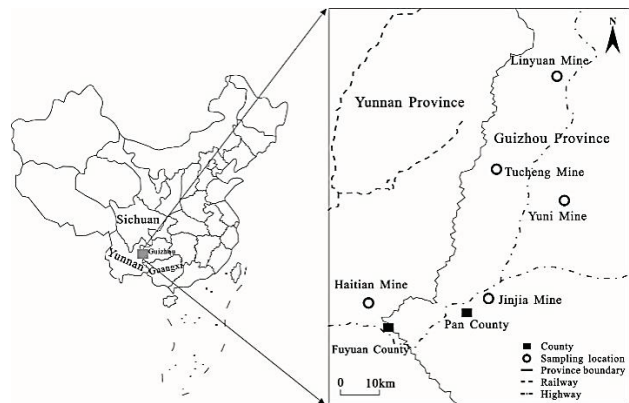 Sichuan
Guizhou
Yunnan
Guangxi
N
Linyuan Mine
Yunnan Province
Guizhou Province
Tucheng Mine
Yuni Mine
Haitian Mine
Jinjia Mine
Pan County
Fuyuan County
County
Sampling location
Province boundary
Railway
Highway
0 10km